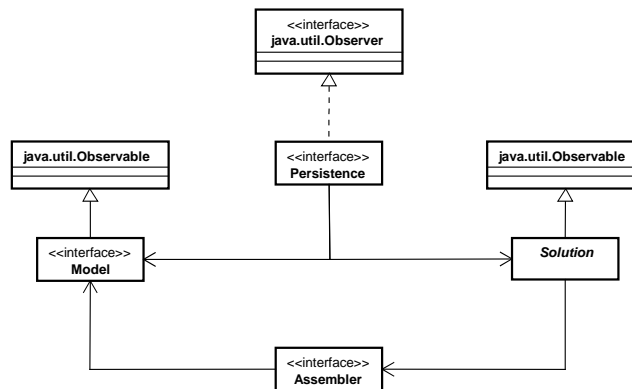 <<interface>>
java.util.Observer
java.util.Observable
<<interface>>
Persistence
java.util.Observable
<<interface>>
Model
Solution
<<interface>>
Assembler